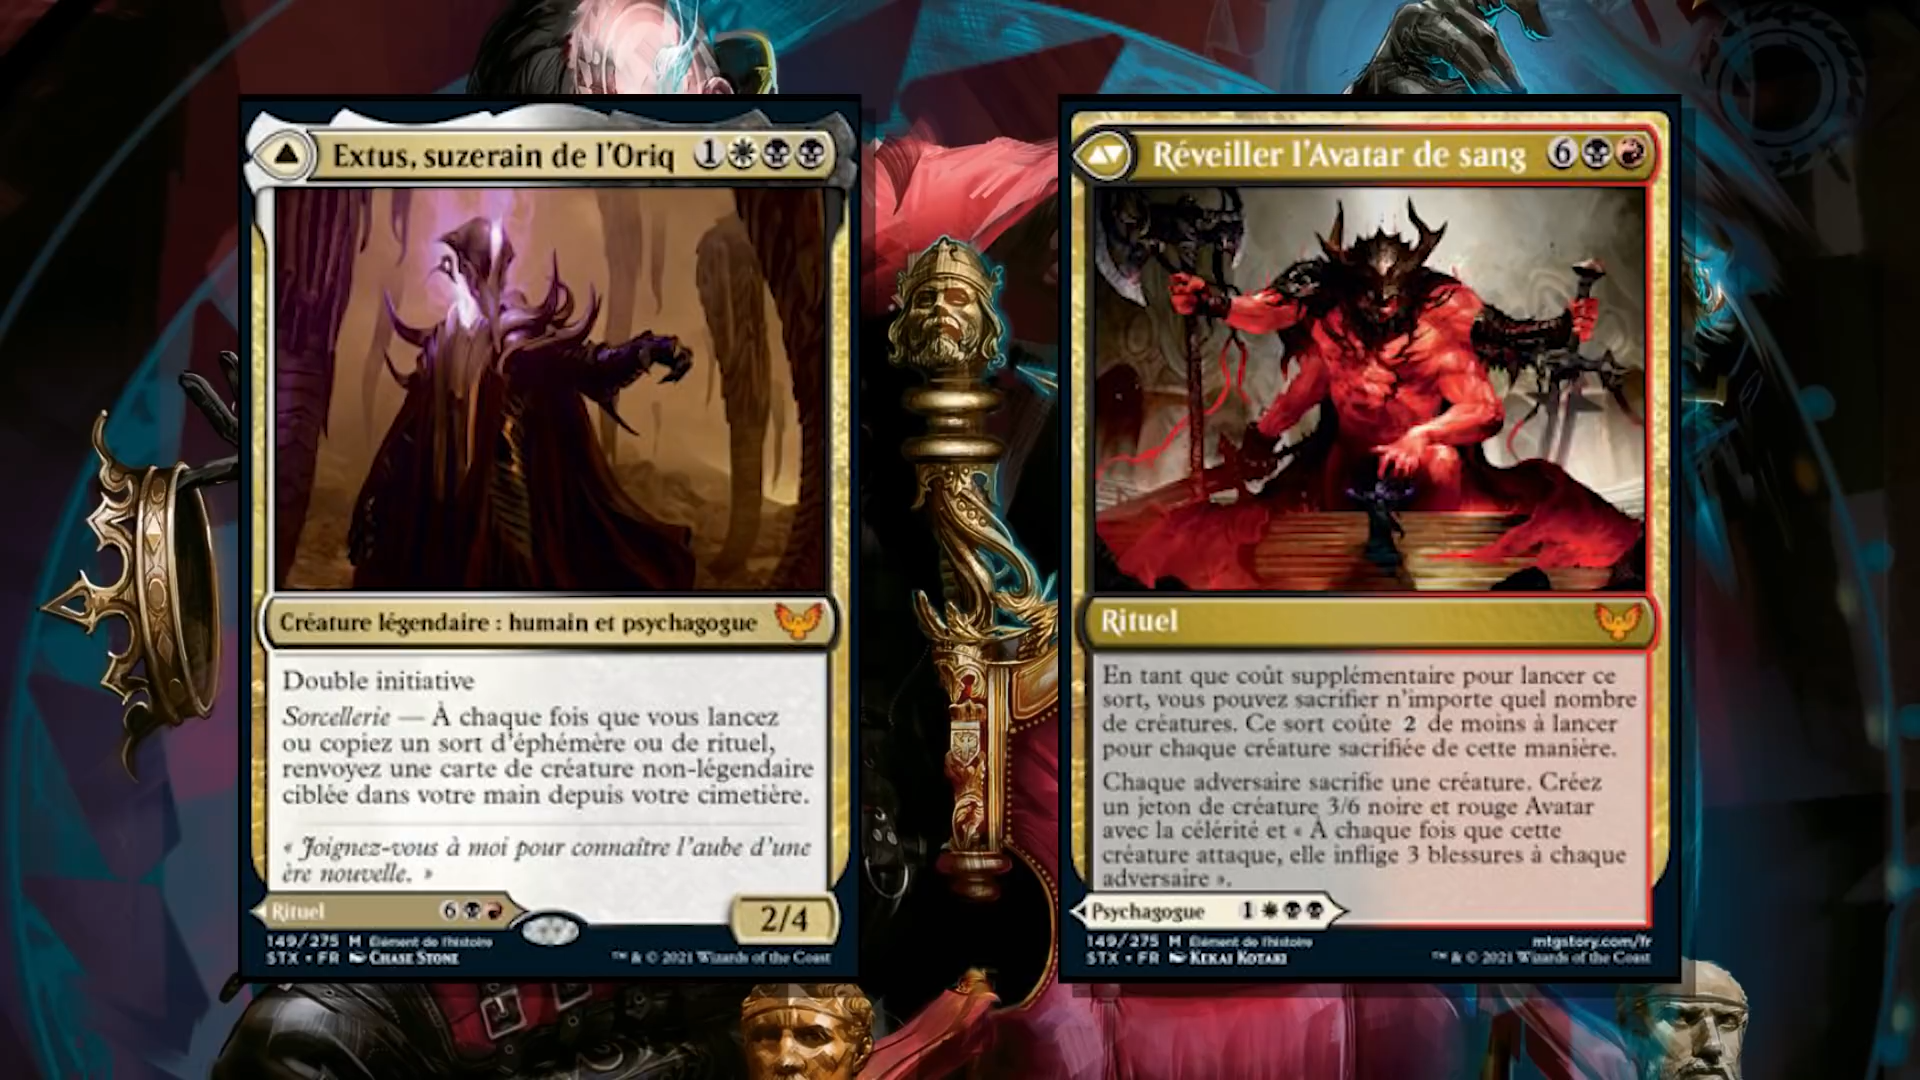 Extus, suzerain de l'Oriq 1
Créature légendaire : humain et psychagogue
Double initiative
Sorcellerie — À chaque fois que vous lancez
ou copiez un sort d'éphémère ou de rituel,
renvoyez une carte de créature non-légendaire
ciblée dans votre main depuis votre cimetière.
« Joignez-vous à moi pour connaître l'aube d'une
ère nouvelle. »
Rituel 6
2/4
149/275 M Élément de l'histoire
STX • FR Chase Stone
™ & © 2021 Wizards of the Coast
Réveiller l'Avatar de sang 6
Rituel
En tant que coût supplémentaire pour lancer ce
sort, vous pouvez sacrifier n'importe quel nombre
de créatures. Ce sort coûte 2 de moins à lancer
pour chaque créature sacrifiée de cette manière.
Chaque adversaire sacrifie une créature. Créez
un jeton de créature 3/6 noire et rouge Avatar
avec la célérité et « À chaque fois que cette
créature attaque, elle inflige 3 blessures à chaque
adversaire ».
Psychagogue 1
149/275 M Élément de l'histoire
mtgstory.com/fr
STX • FR Kekai Kotaki
™ & © 2021 Wizards of the Coast